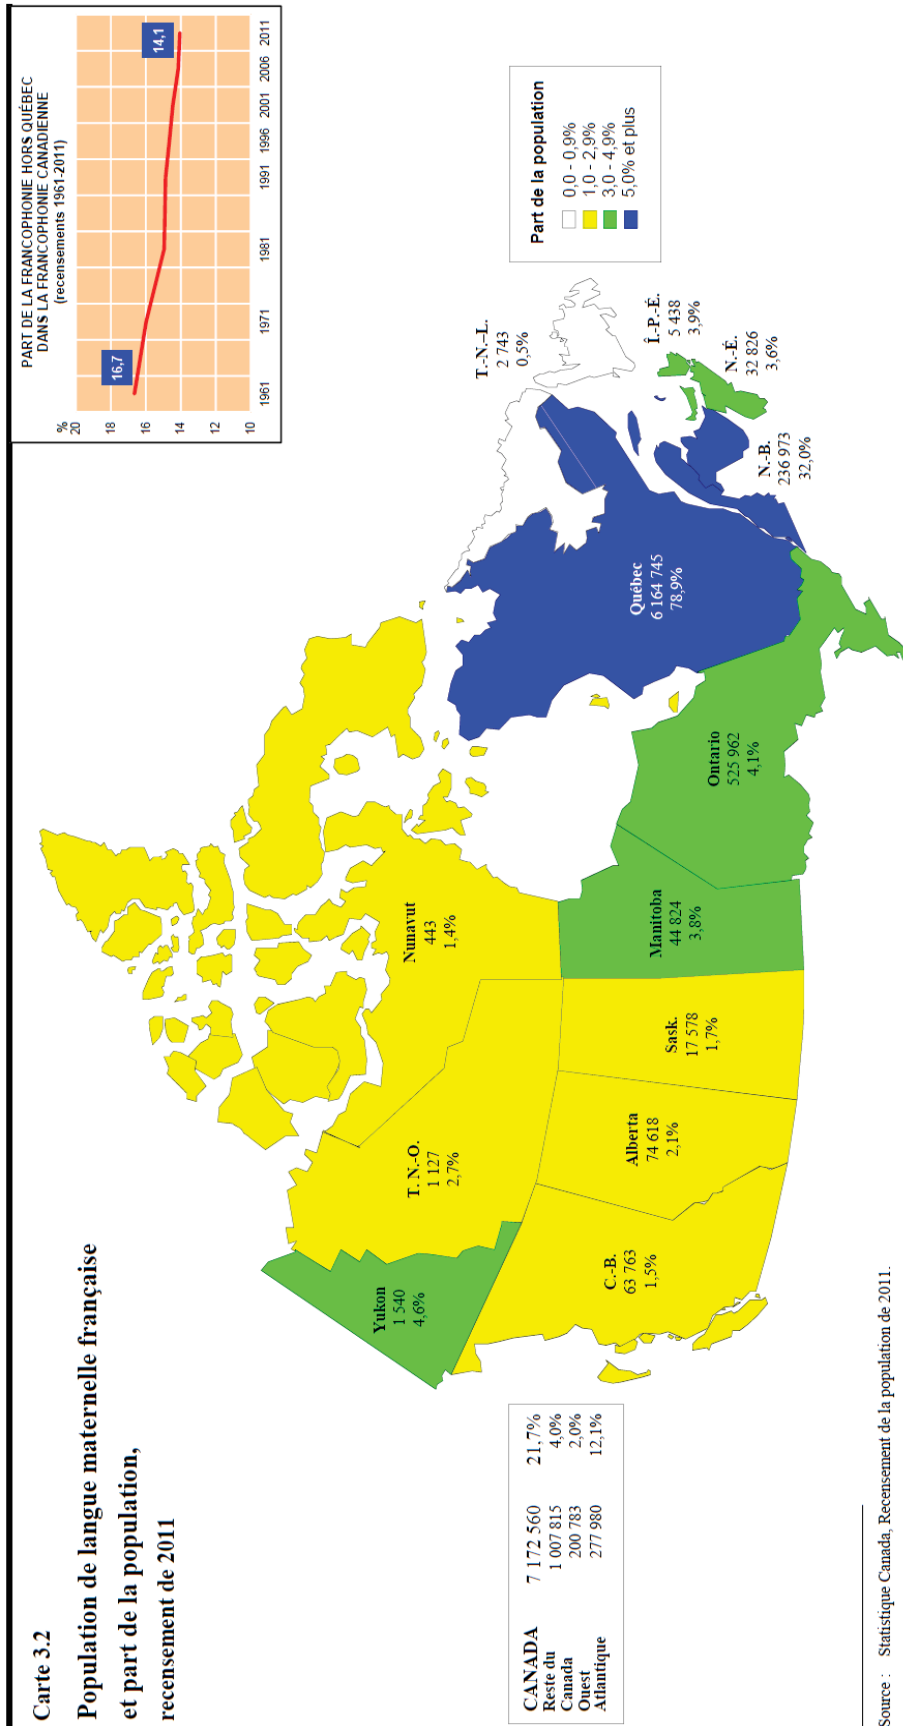 Carte 3.2
Population de langue maternelle française
et part de la population,
recensement de 2011
PART DE LA FRANCOPHONIE HORS QUÉBEC
DANS LA FRANCOPHONIE CANADIENNE
(recensements 1961-2011)
%
20
18
16
14
12
10
16,7
14,1
1961
1971
1981
1991
1996
2001
2006
2011
Yukon
1 540
4,6%
T. N.-O.
1 127
2,7%
Nunavut
443
1,4%
C.-B.
63 763
1,5%
Alberta
74 618
2,1%
Sask.
17 578
1,7%
Manitoba
44 824
3,8%
Ontario
525 962
4,1%
Québec
6 164 745
78,9%
T.-N.-L.
2 743
0,5%
Î.-P.-É.
5 438
3,9%
N.-É.
32 826
3,6%
N.-B.
236 973
32,0%
Part de la population
0,0 - 0,9%
1,0 - 2,9%
3,0 - 4,9%
5,0% et plus
CANADA 7 172 560 21,7%
Reste du
Canada 1 007 815 4,0%
Ouest 200 783 2,0%
Atlantique 277 980 12,1%
Source : Statistique Canada, Recensement de la population de 2011.